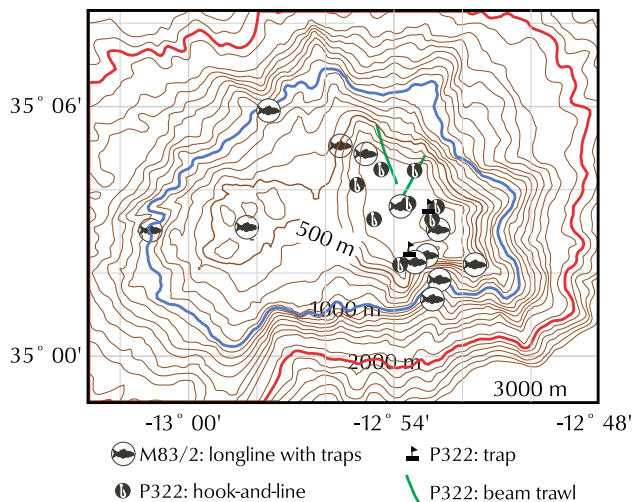 35° 06'
500 m
1000 m
35° 00'
2000 m
3000 m
-13° 00' -12° 54' -12° 48'
M83/2: longline with traps P322: trap
P322: hook-and-line P322: beam trawl